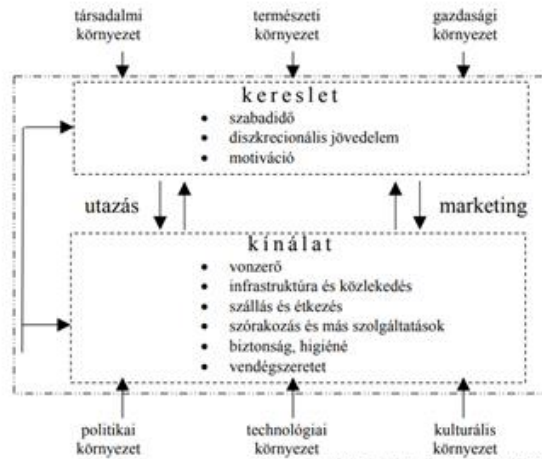 társadalmi természeti gazdasági
környezet környezet környezet
kereslet
• szabadidő
• diszkrecionális jövedelem
• motiváció
utazás marketing
kínálat
• vonzerő
• infrastruktúra és közlekedés
• szállás és étkezés
• szórakozás és más szolgáltatások
• biztonság, higiéné
• vendégszeretet
politikai technológiai kulturális
környezet környezet környezet